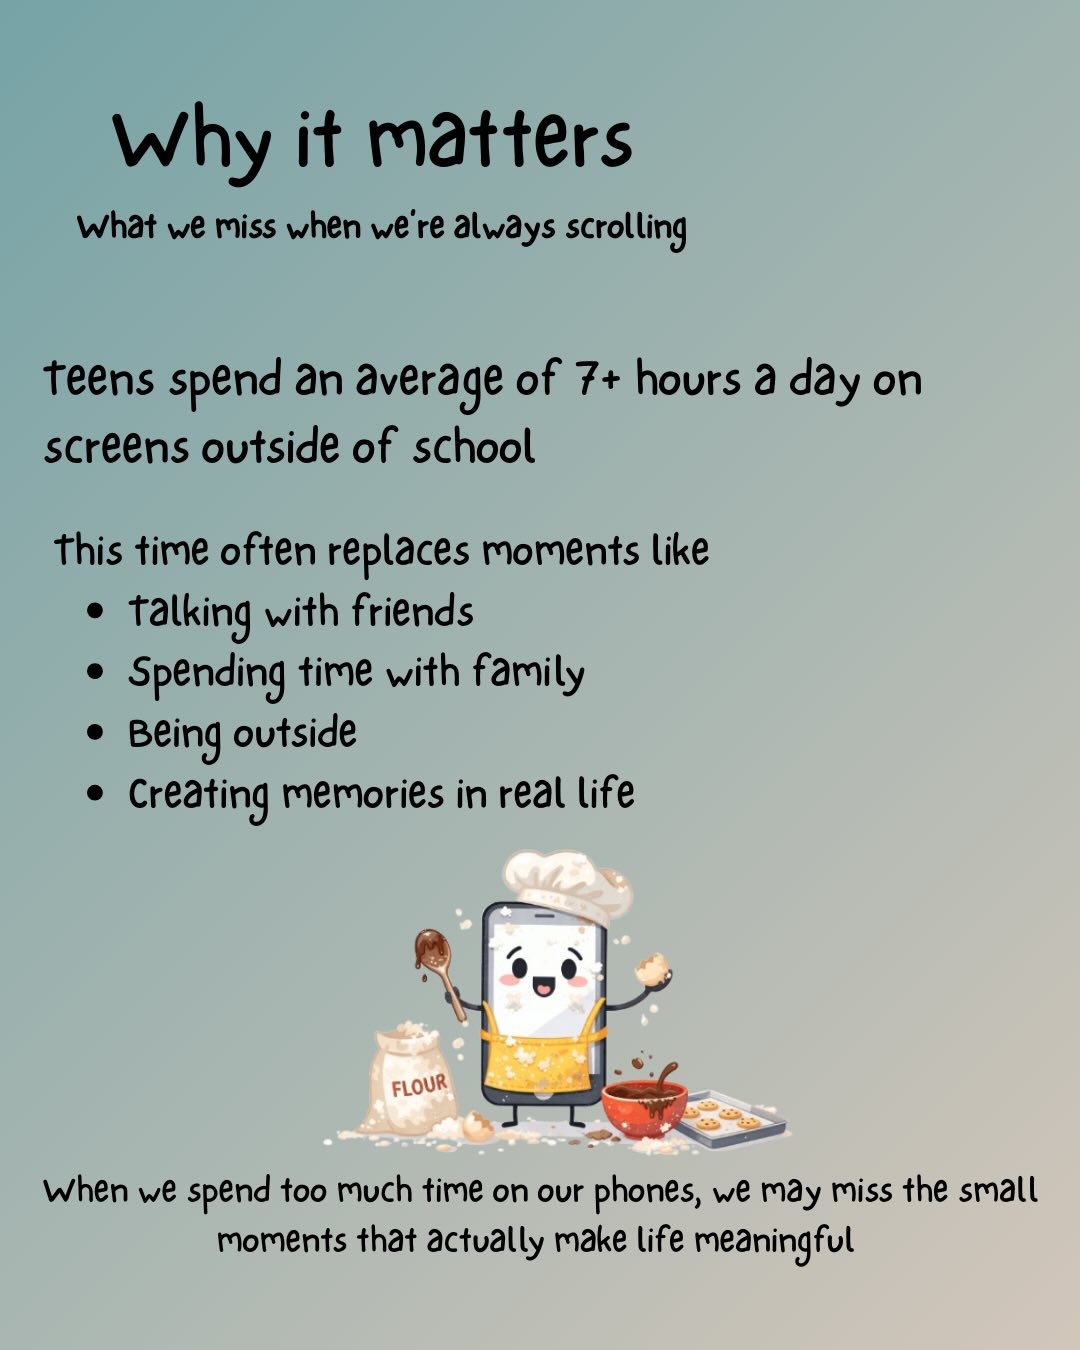 Why it matters
What we miss when we're always scrolling
Teens spend an average of 7+ hours a day on
screens outside of school
This time often replaces moments like
• Talking with friends
• Spending time with family
• Being outside
• Creating memories in real life
FLOUR
When we spend too much time on our phones, we may miss the small
moments that actually make life meaningful